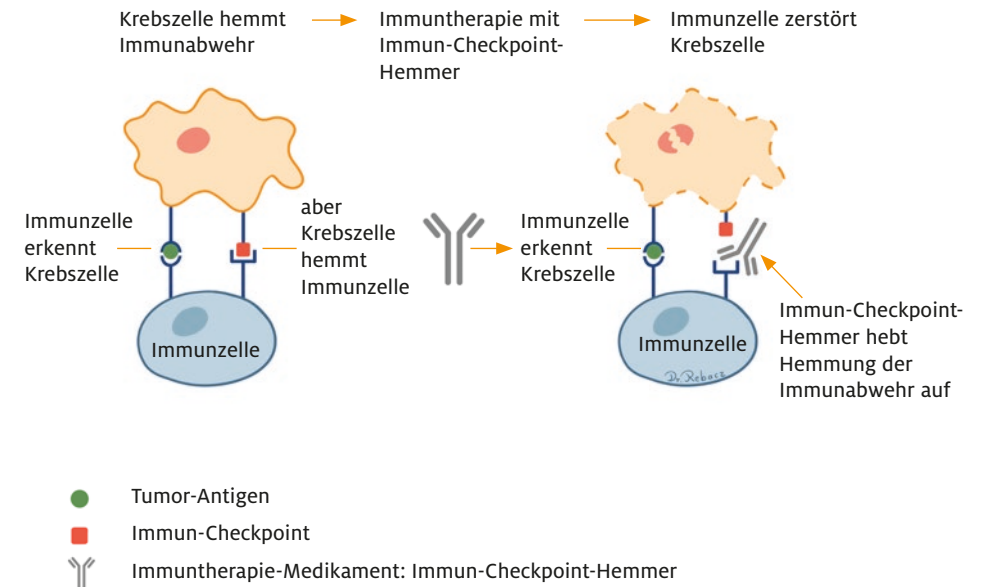 Krebszelle hemmt
Immunabwehr
Immuntherapie mit
Immun-Checkpoint-
Hemmer
Immunzelle zerstört
Krebszelle
Immunzelle
erkennt
Krebszelle
aber
Krebszelle
hemmt
Immunzelle
Immunzelle
erkennt
Krebszelle
Immunzelle
Immunzelle
Dr. Rebacz
Immun-Checkpoint-
Hemmer hebt
Hemmung der
Immunabwehr auf
Tumor-Antigen
Immun-Checkpoint
Immuntherapie-Medikament: Immun-Checkpoint-Hemmer